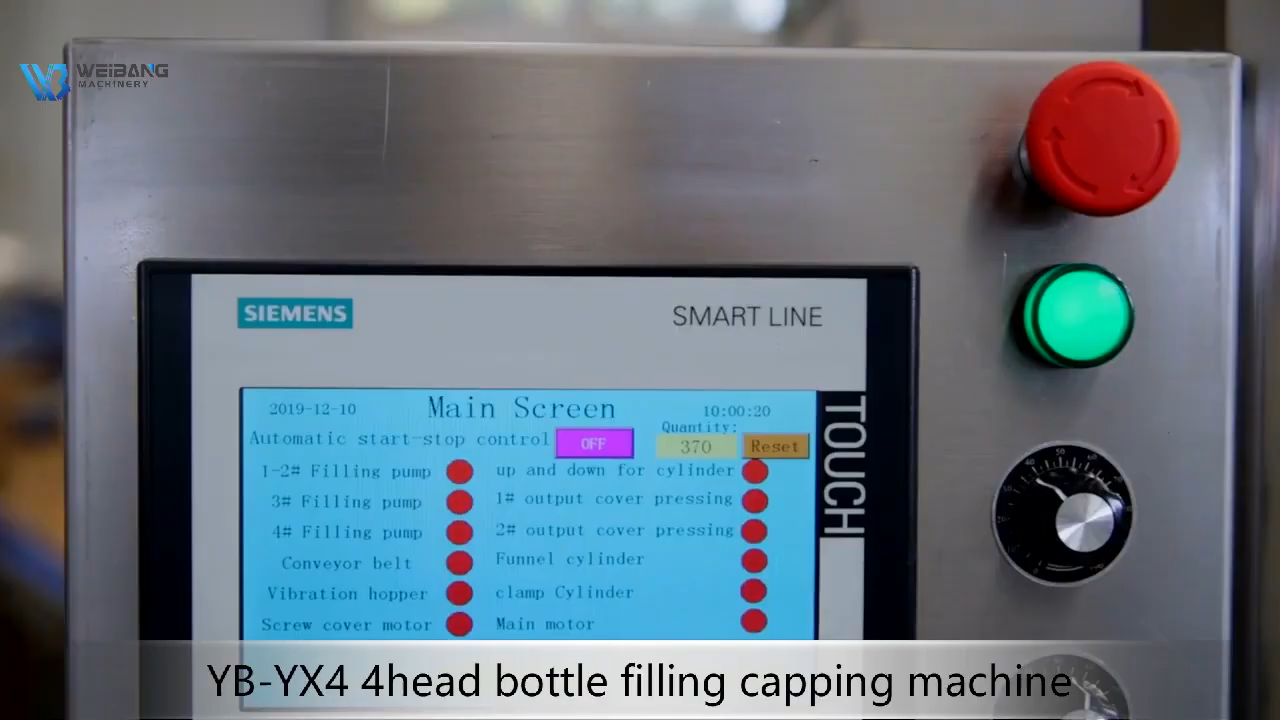 WEIBANG
MACHINERY
SIEMENS
SMART LINE
TOUCH
2019-12-10
Main Screen
10:00:20
Automatic start-stop control
OFF
Quantity:
370
Reset
1-2# Filling pump
up and down for cylinder
3# Filling pump
1# output cover pressing
4# Filling pump
2# output cover pressing
Conveyor belt
Funnel cylinder
Vibration hopper
clamp Cylinder
Screw cover motor
Main motor
YB-YX4 4head bottle filling capping machine